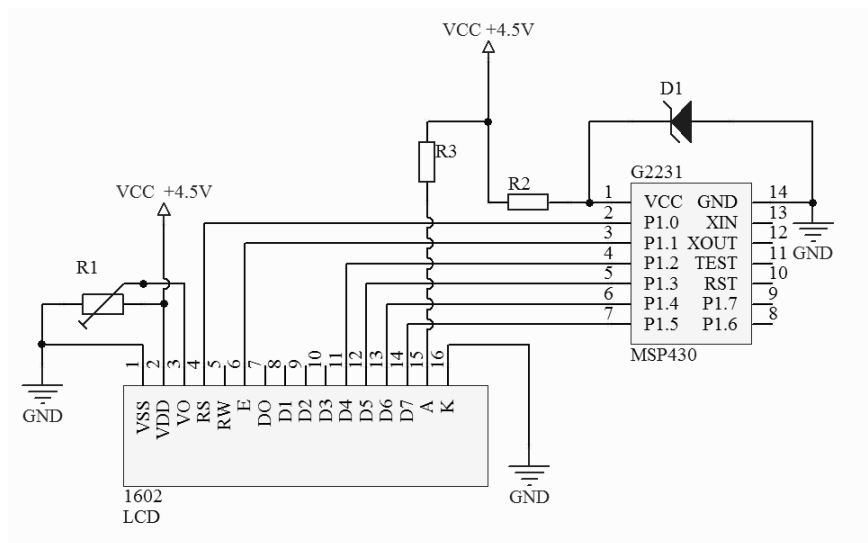 VCC +4.5V
D1
R3
G2231
VCC +4.5V
R2
1 VCC GND 14
2 P1.0 XIN 13
3 P1.1 XOUT 12
R1
4 P1.2 TEST 11
5 P1.3 RST 10
6 P1.4 P1.7 9
7 P1.5 P1.6 8
GND
MSP430
1 2 3 4 5 6 7 8 9 10 11 12 13 14 15 16
VSS VDD VO RS RW E DO D1 D2 D3 D4 D5 D6 D7 A K
GND
GND
1602
LCD